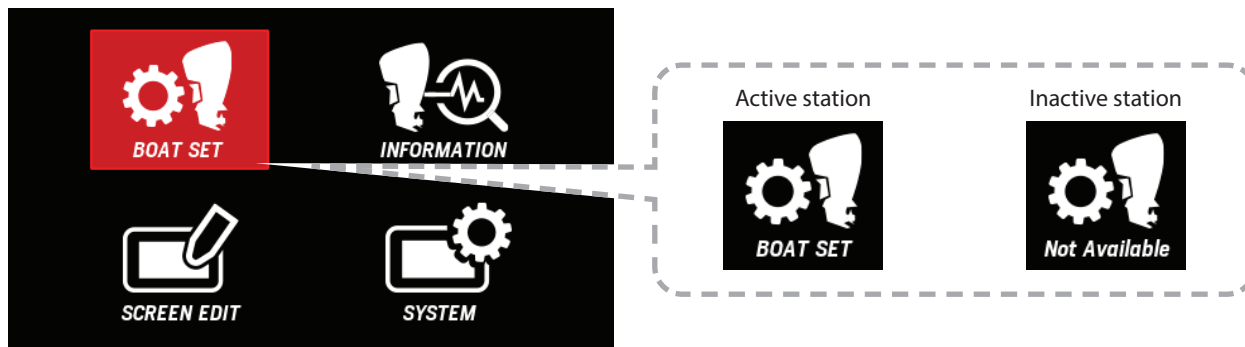 BOAT SET
INFORMATION
SCREEN EDIT
SYSTEM
Active station
Inactive station
BOAT SET
Not Available